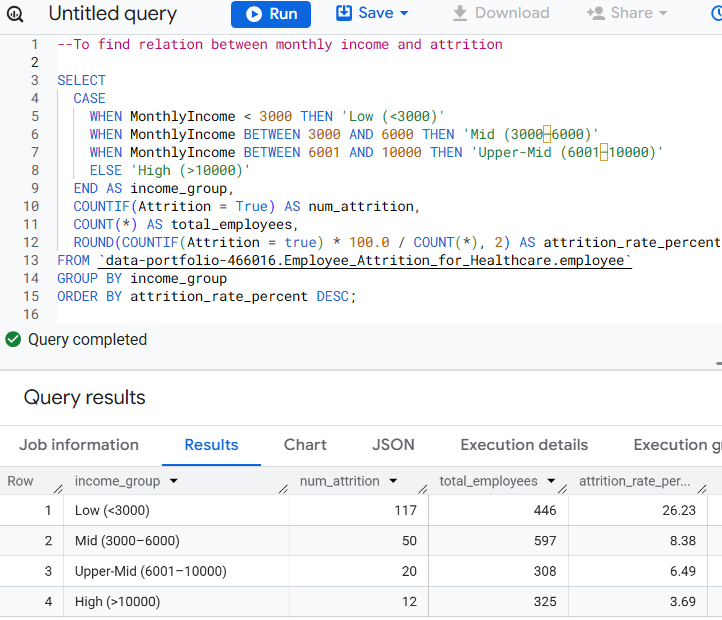 Untitled query Run Save Download Share
1 --To find relation between monthly income and attrition
2
3 SELECT
4 CASE
5 WHEN MonthlyIncome < 3000 THEN 'Low (<3000)'
6 WHEN MonthlyIncome BETWEEN 3000 AND 6000 THEN 'Mid (3000–6000)'
7 WHEN MonthlyIncome BETWEEN 6001 AND 10000 THEN 'Upper-Mid (6001–10000)'
8 ELSE 'High (>10000)'
9 END AS income_group,
10 COUNTIF(Attrition = True) AS num_attrition,
11 COUNT(*) AS total_employees,
12 ROUND(COUNTIF(Attrition = true) * 100.0 / COUNT(*), 2) AS attrition_rate_percent
13 FROM `data-portfolio-466016.Employee_Attrition_for_Healthcare.employee`
14 GROUP BY income_group
15 ORDER BY attrition_rate_percent DESC;
16
Query completed
Query results
Job information Results Chart JSON Execution details Execution g
Row income_group num_attrition total_employees attrition_rate_per...
1 Low (<3000) 117 446 26.23
2 Mid (3000–6000) 50 597 8.38
3 Upper-Mid (6001–10000) 20 308 6.49
4 High (>10000) 12 325 3.69